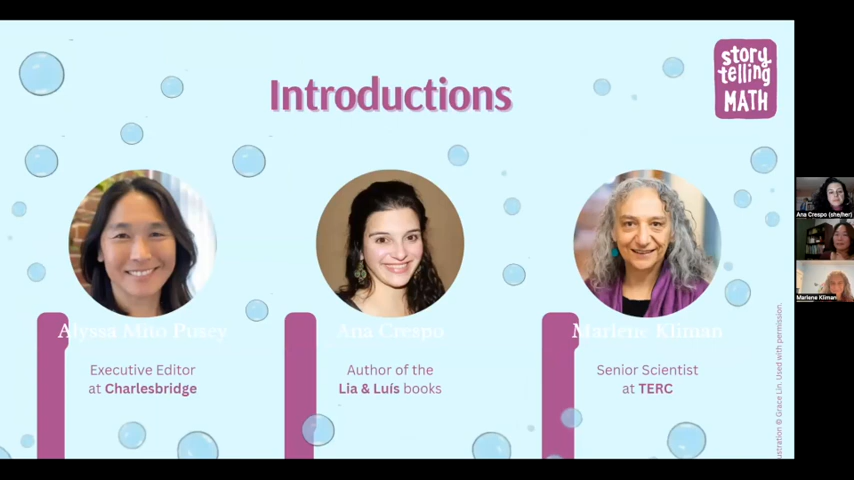 Introductions
story
telling
MATH
Alyssa Mito Pusey
Executive Editor
at Charlesbridge
Ana Crespo
Author of the
Lia & Luís books
Marlene Kliman
Senior Scientist
at TERC
ustration © Grace Lin. Used with permission.
Ana Crespo (she/her)
Marlene Kliman